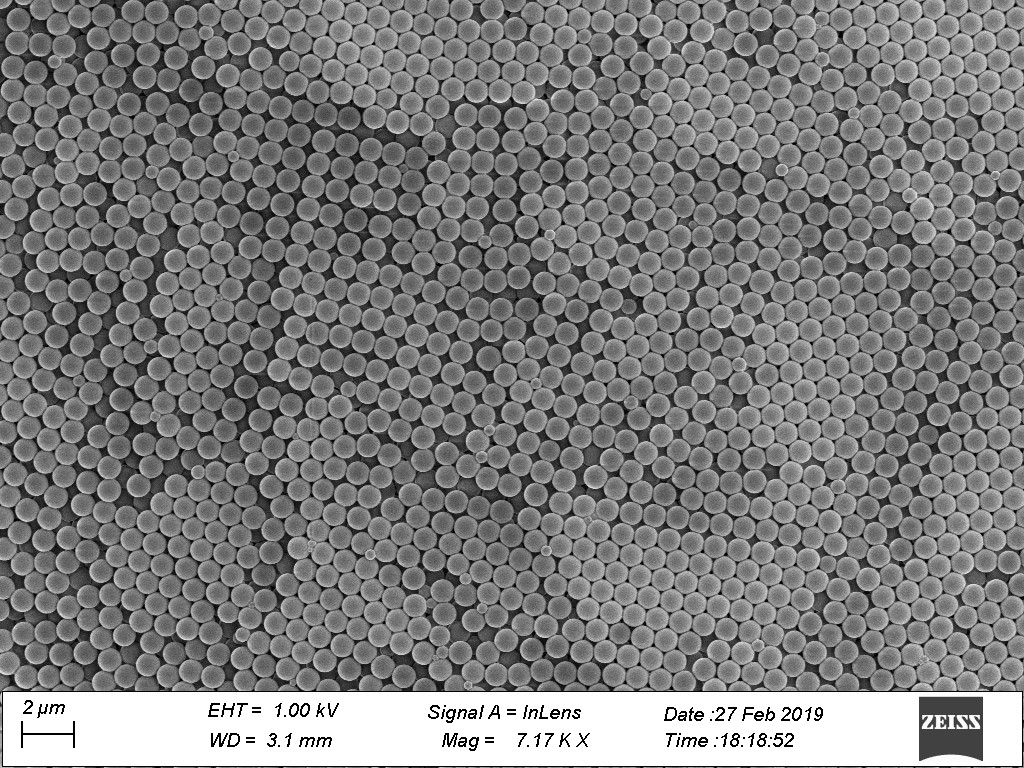 2 µm
EHT = 1.00 kV
WD = 3.1 mm
Signal A = InLens
Mag = 7.17 K X
Date :27 Feb 2019
Time :18:18:52
ZEISS